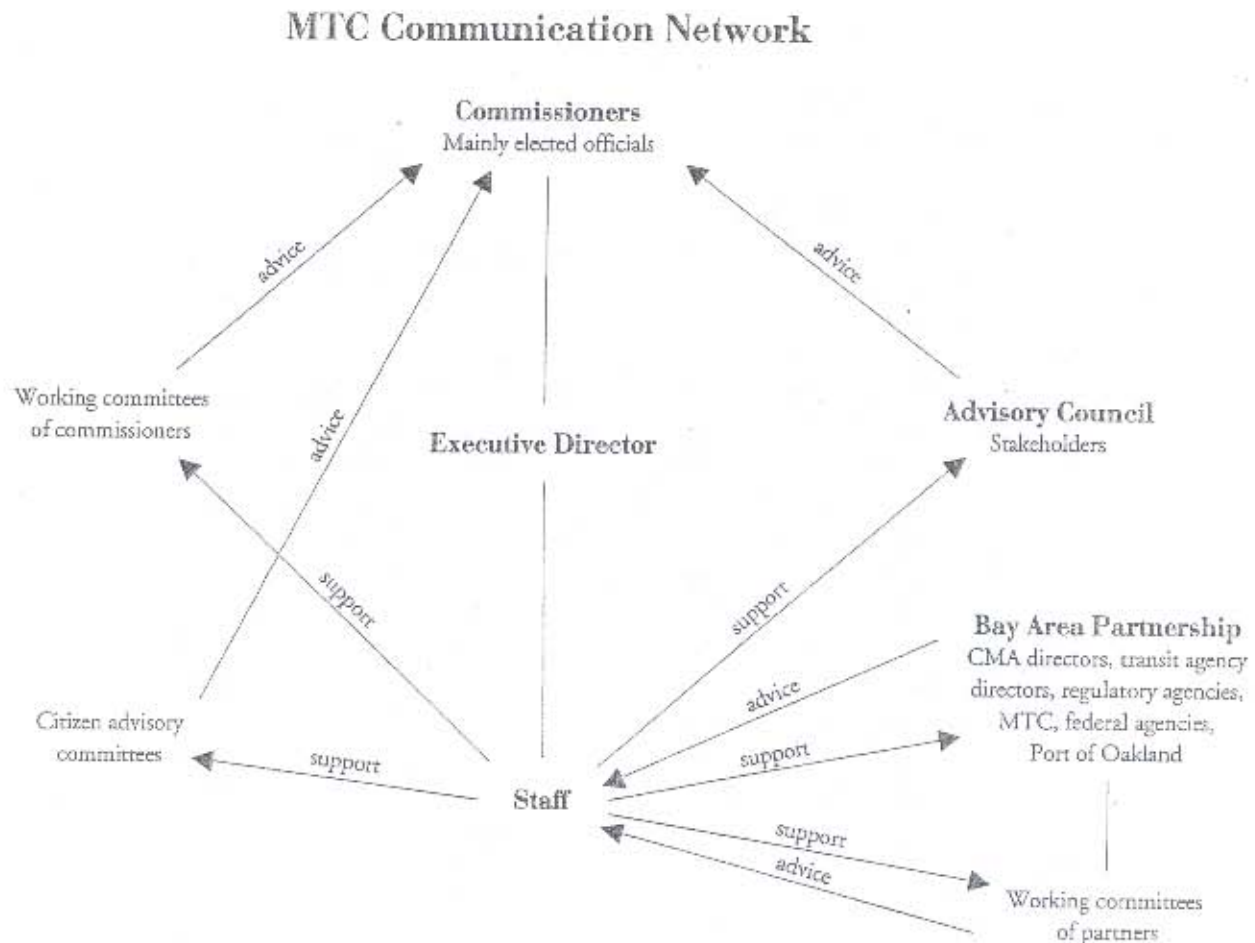 MTC Communication Network
Commissioners
Mainly elected officials
advice
advice
Working committees
of commissioners
advice
Executive Director
Advisory Council
Stakeholders
support
support
Bay Area Partnership
CMA directors, transit agency
directors, regulatory agencies,
MTC, federal agencies,
Port of Oakland
advice
Citizen advisory
committees
support
support
Staff
support
advice
Working committees
of partners